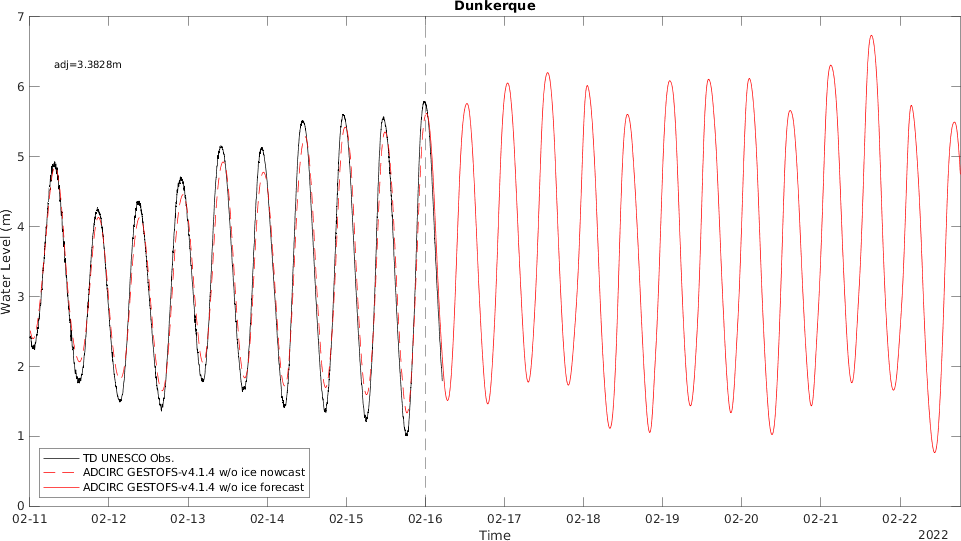 Dunkerque
7
6
5
4
3
2
1
0
Water Level (m)
adj=3.3828m
TD UNESCO Obs.
ADCIRC GESTOFS-v4.1.4 w/o ice nowcast
ADCIRC GESTOFS-v4.1.4 w/o ice forecast
02-11 02-12 02-13 02-14 02-15 02-16 02-17 02-18 02-19 02-20 02-21 02-22
Time
2022